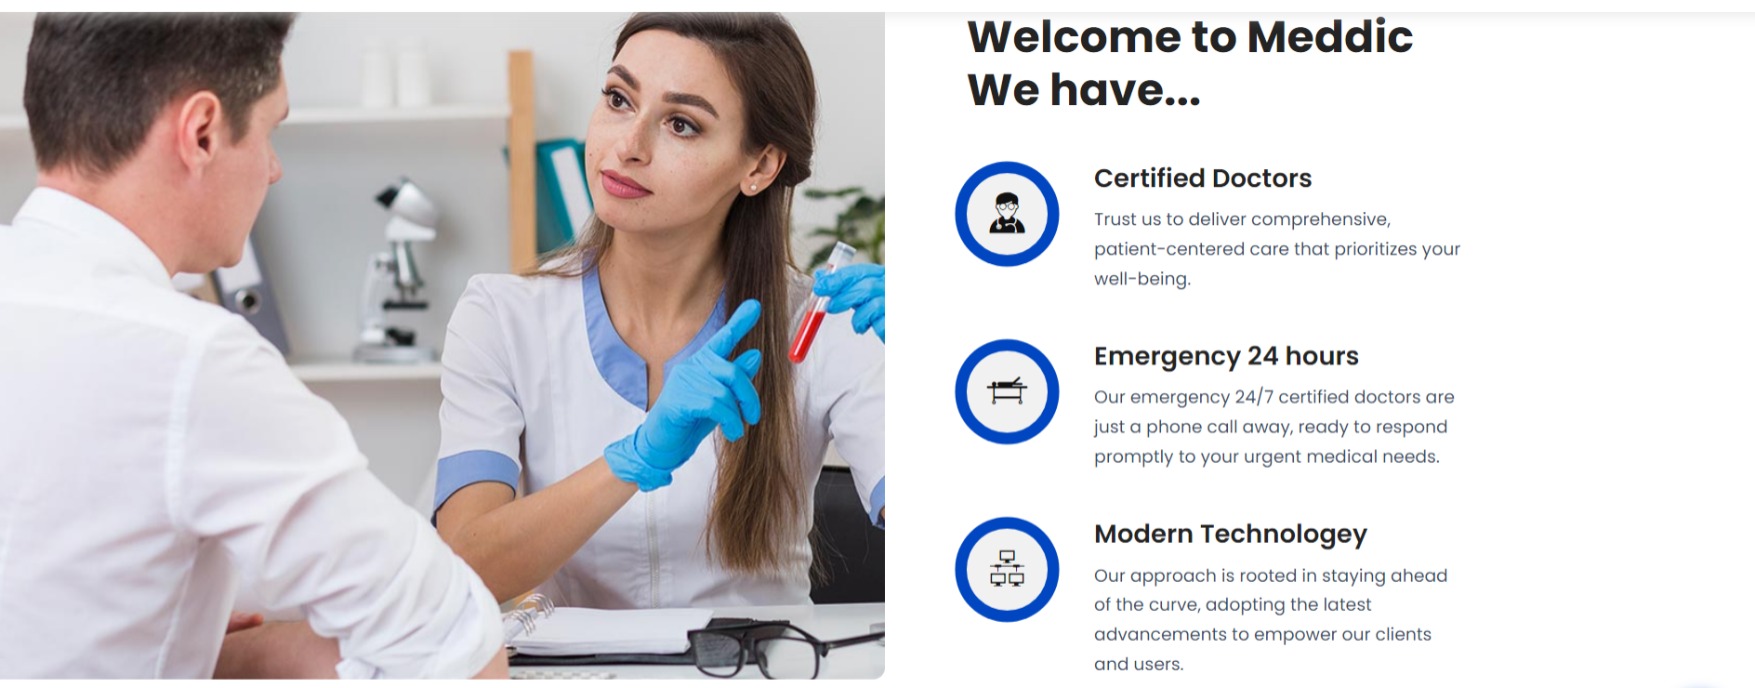 Welcome to Meddic
We have...
Certified Doctors
Trust us to deliver comprehensive,
patient-centered care that prioritizes your
well-being.
Emergency 24 hours
Our emergency 24/7 certified doctors are
just a phone call away, ready to respond
promptly to your urgent medical needs.
Modern Technologey
Our approach is rooted in staying ahead
of the curve, adopting the latest
advancements to empower our clients
and users.